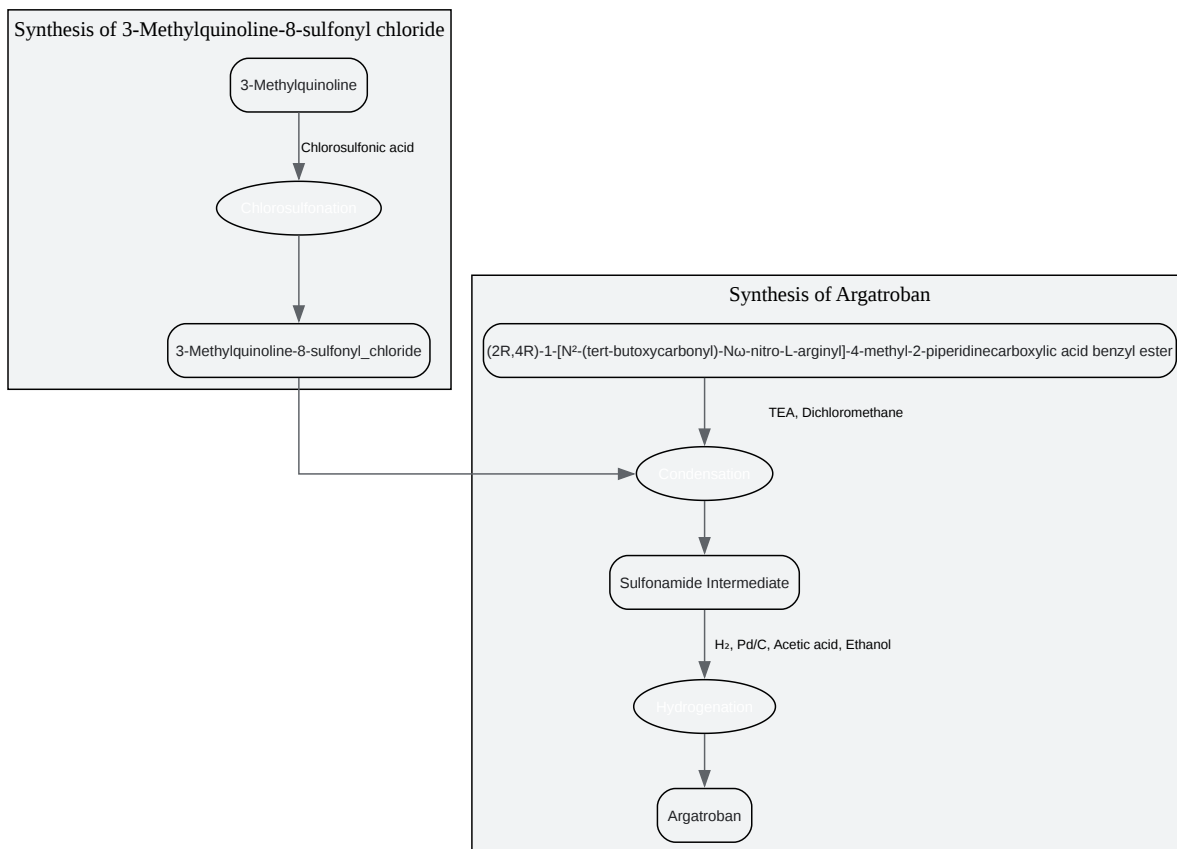 Synthesis of 3-Methylquinoline-8-sulfonyl chloride
3-Methylquinoline
Chlorosulfonic acid
Chlorosulfonation
3-Methylquinoline-8-sulfonyl_chloride
Synthesis of Argatroban
(2R,4R)-1-[N²-(tert-butoxycarbonyl)-Nω-nitro-L-arginyl]-4-methyl-2-piperidinecarboxylic acid benzyl ester
TEA, Dichloromethane
Condensation
Sulfonamide Intermediate
H₂, Pd/C, Acetic acid, Ethanol
Hydrogenation
Argatroban